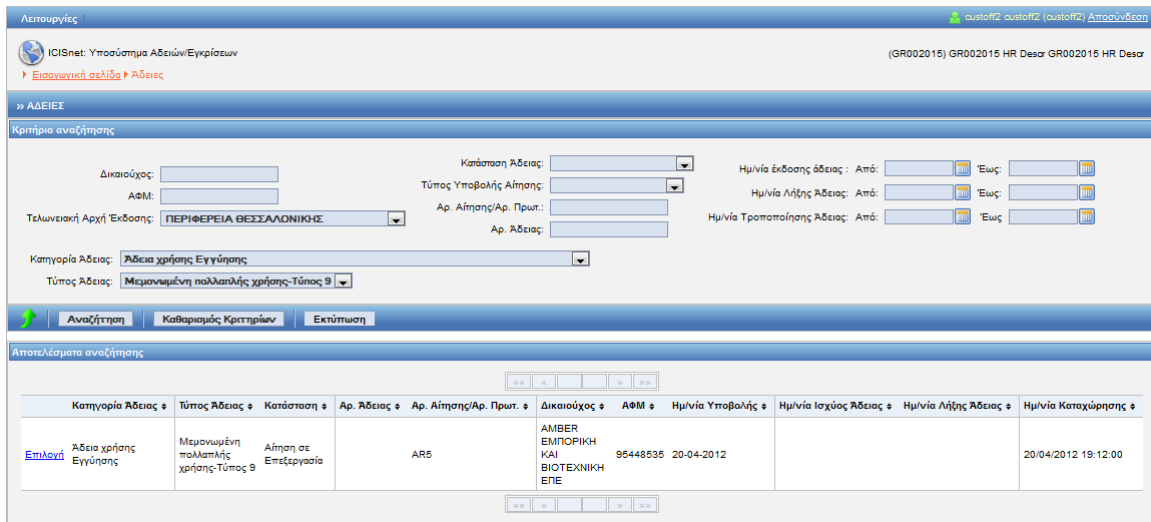 Λειτουργίες
custoff2 custoff2 (custoff2) Αποσύνδεση
ICISnet: Υποσύστημα Αδειών/Εγκρίσεων
(GR002015) GR002015 HR Descr GR002015 HR Descr
Εισαγωγική σελίδα Άδειες
» ΑΔΕΙΕΣ
Κριτήρια αναζήτησης
Δικαιούχος:
ΑΦΜ:
Τελωνειακή Αρχή Έκδοσης: ΠΕΡΙΦΕΡΕΙΑ ΘΕΣΣΑΛΟΝΙΚΗΣ
Κατάσταση Άδειας:
Τύπος Υποβολής Αίτησης:
Αρ. Αίτησης/Αρ. Πρωτ.:
Αρ. Άδειας:
Ημ/νία έκδοσης άδειας : Από: Έως:
Ημ/νία Λήξης Άδειας: Από: Έως:
Ημ/νία Τροποποίησης Άδειας: Από: Έως
Κατηγορία Άδειας: Άδεια χρήσης Εγγύησης
Τύπος Άδειας: Μεμονωμένη πολλαπλής χρήσης-Τύπος 9
Αναζήτηση Καθαρισμός Κριτηρίων Εκτύπωση
Αποτελέσματα αναζήτησης
«« « » »»
Κατηγορία Άδειας Τύπος Άδειας Κατάσταση Αρ. Άδειας Αρ. Αίτησης/Αρ. Πρωτ. Δικαιούχος ΑΦΜ Ημ/νία Υποβολής Ημ/νία Ισχύος Άδειας Ημ/νία Λήξης Άδειας Ημ/νία Καταχώρησης
Επιλογή
Άδεια χρήσης
Εγγύησης
Μεμονωμένη
πολλαπλής
χρήσης-Τύπος 9
Αίτηση σε
Επεξεργασία
AR5
AMBER
ΕΜΠΟΡΙΚΗ
ΚΑΙ
ΒΙΟΤΕΧΝΙΚΗ
ΕΠΕ
95448535
20-04-2012
20/04/2012 19:12:00
«« « » »»